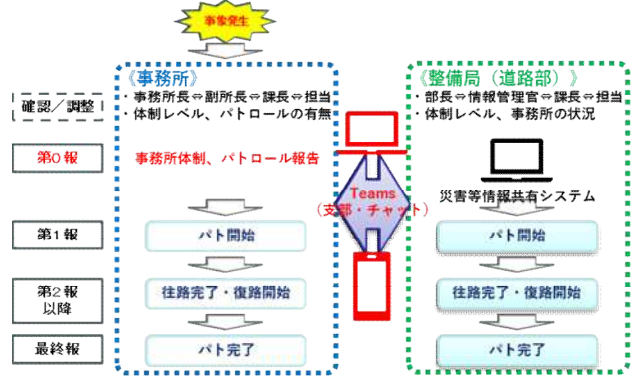 事象発生
《事務所》
《整備局（道路部）》
確認／調整
・事務所長⇔副所長⇔課長⇔担当
・体制レベル、パトロールの有無
・部長⇔情報管理官⇔課長⇔担当
・体制レベル、事務所の状況
第０報
事務所体制、パトロール報告
Teams
（支部・チャット）
災害等情報共有システム
第１報
パト開始
パト開始
第２報
以降
往路完了・復路開始
往路完了・復路開始
最終報
パト完了
パト完了